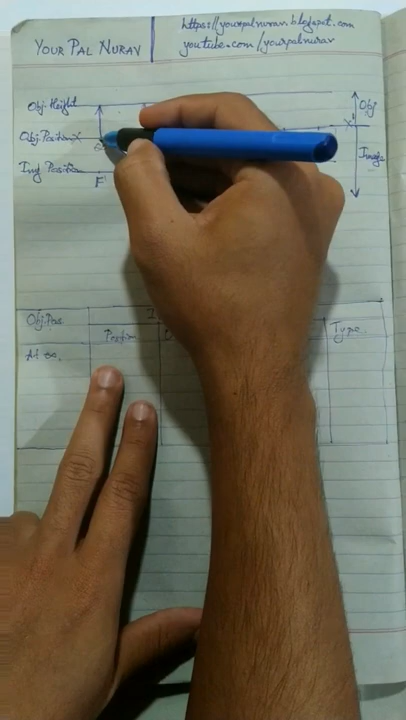 YOUR PAL NURAV
https://yourpalnurav.blogspot.com
youtube.com/yourpalnurav
Obj. Height
Obj
Obj. Position X
X'
Image
Img Position
F'
Obj. Pos
I
Position
Type.
At ∞.